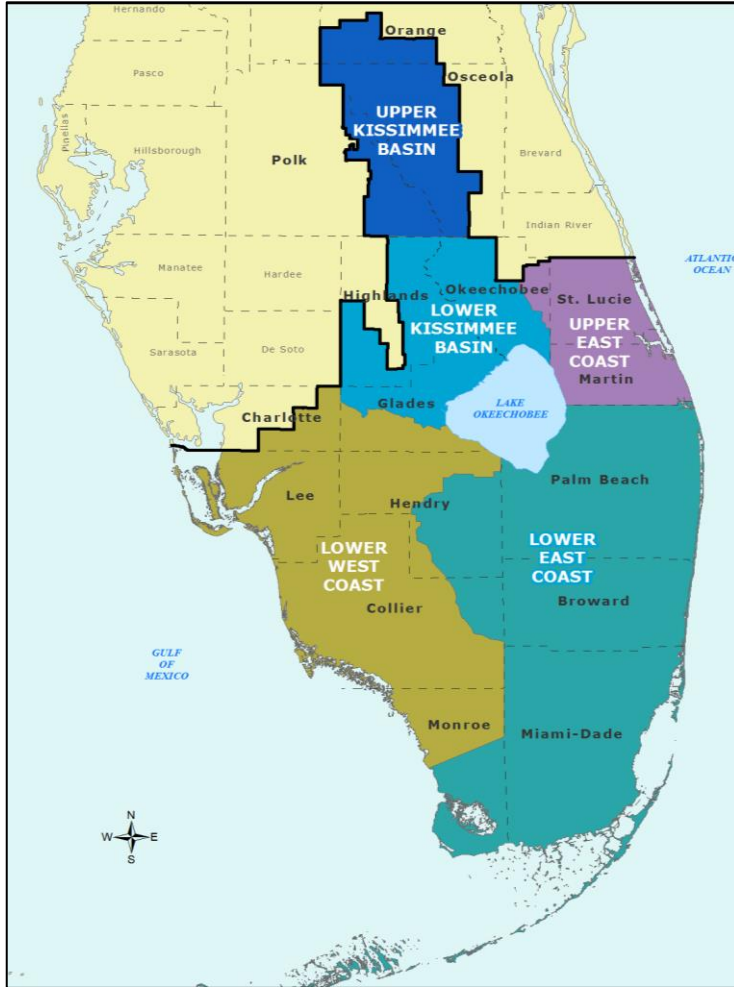 Hernando
Orange
Pasco
Osceola
Pinellas
UPPER
KISSIMMEE
BASIN
Hillsborough
Polk
Brevard
Indian River
ATLANTIC
OCEAN
Manatee
Hardee
Highlands
Okeechobee
St. Lucie
LOWER
KISSIMMEE
BASIN
UPPER
EAST
COAST
Sarasota
De Soto
Martin
Charlotte
Glades
LAKE
OKEECHOBEE
Lee
Hendry
Palm Beach
LOWER
WEST
COAST
LOWER
EAST
COAST
Collier
Broward
GULF
OF
MEXICO
Monroe
Miami-Dade
N
W E
S